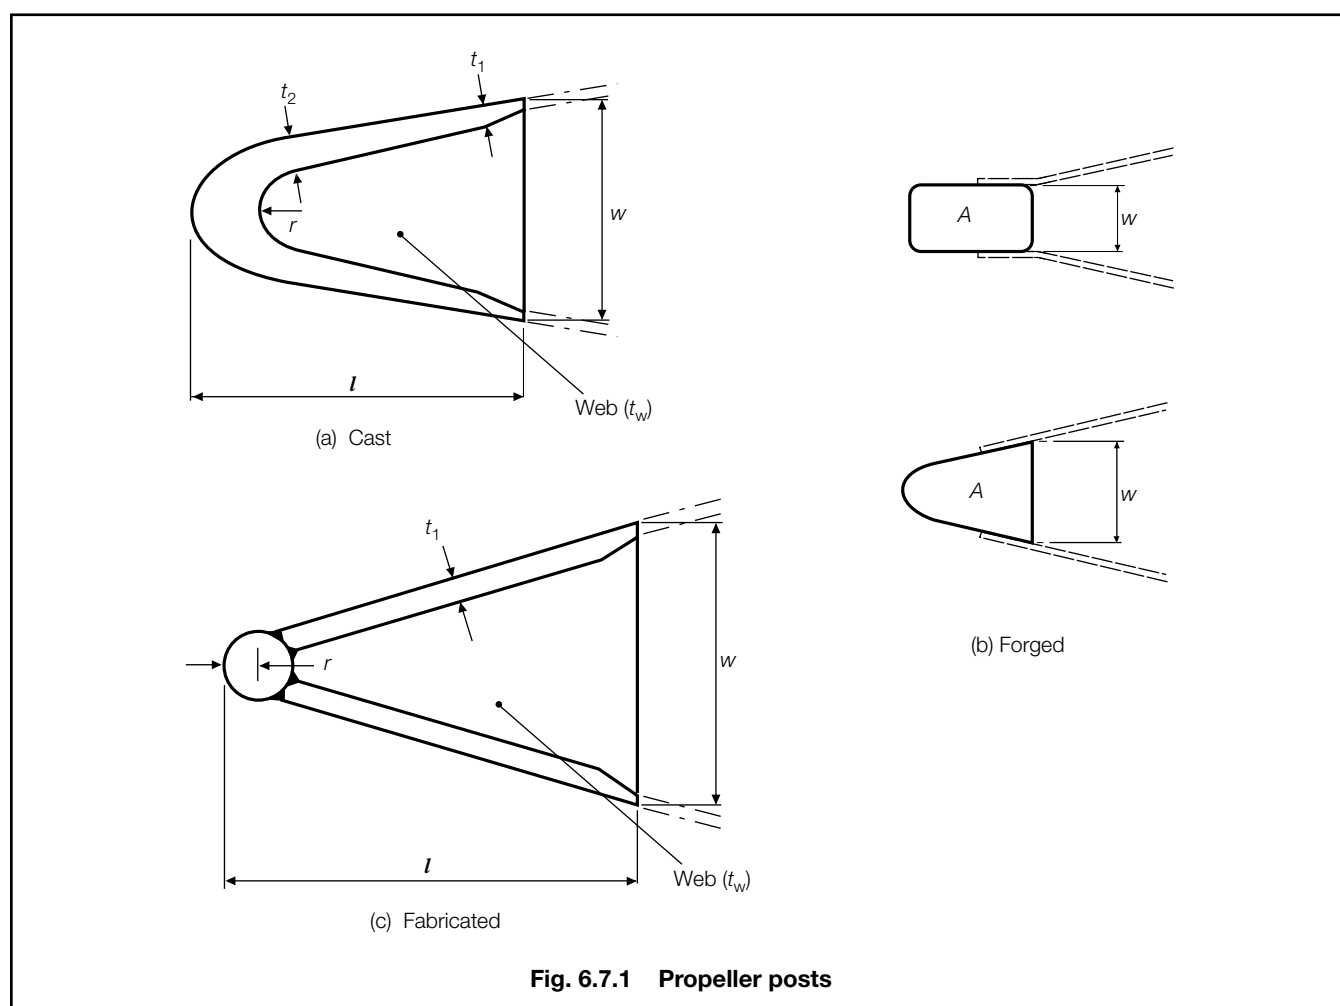 t1
t2
r
w
l
Web (tw)
(a) Cast
A
w
A
w
(b) Forged
t1
r
w
l
Web (tw)
(c) Fabricated
Fig. 6.7.1 Propeller posts